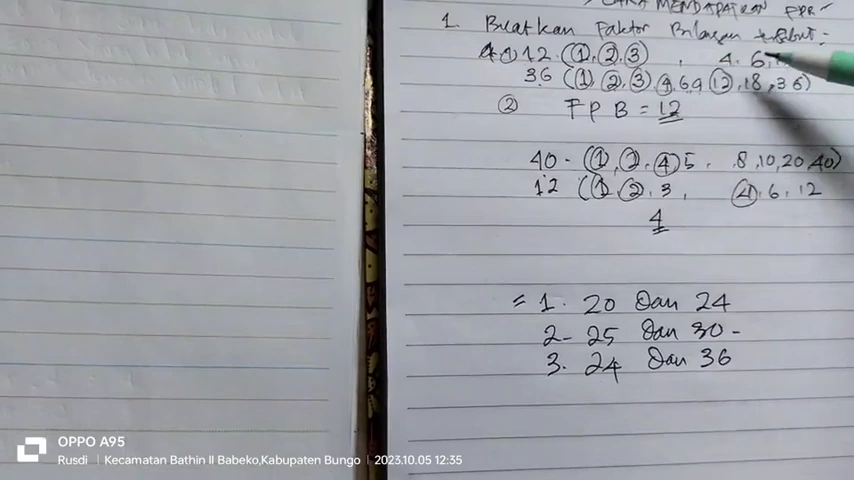 CARA MENDAPATKAN FPB
1. Buatkan Faktor Bilangan tersebut:
① 12. (1, 2, 3, 4. 6,
36 (1, 2, 3, 4, 6, 9, 12, 18, 36)
② FPB = 12
40 - (1, 2, 4, 5, 8, 10, 20, 40)
12 (1, 2, 3, 4, 6, 12
4
= 1. 20 Dan 24
2 - 25 Dan 30 -
3. 24 Dan 36
OPPO A95
Rusdi | Kecamatan Bathin II Babeko,Kabupaten Bungo | 2023.10.05 12:35